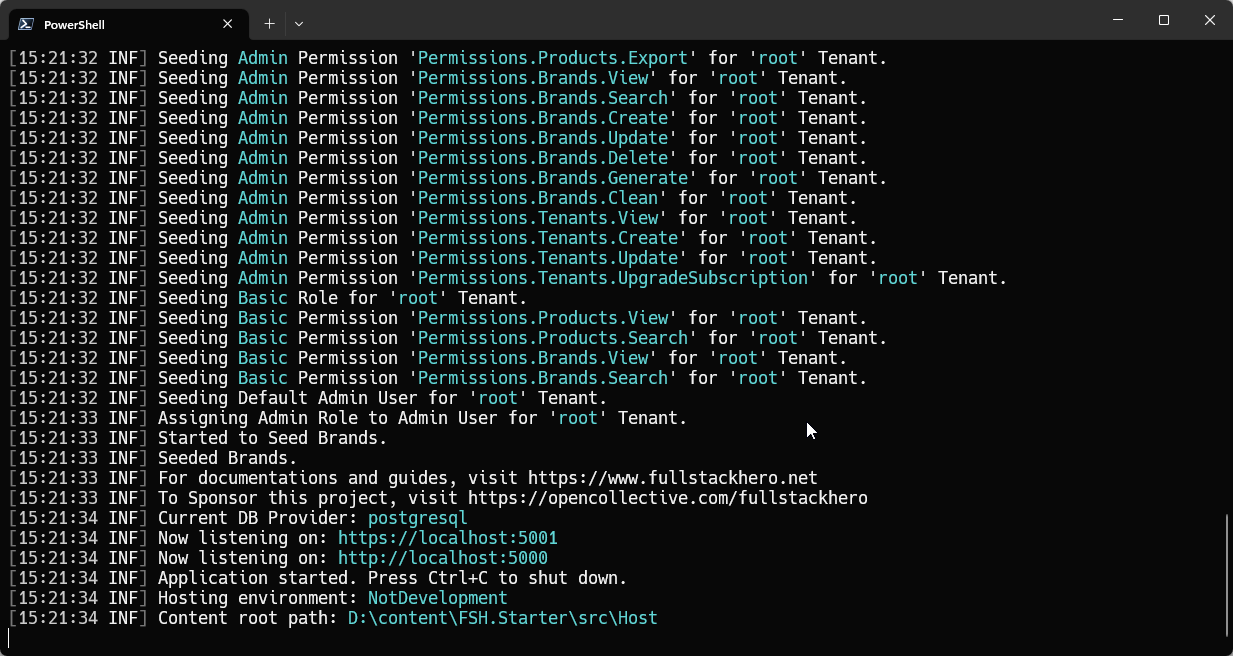 PowerShell
[15:21:32 INF] Seeding Admin Permission 'Permissions.Products.Export' for 'root' Tenant.
[15:21:32 INF] Seeding Admin Permission 'Permissions.Brands.View' for 'root' Tenant.
[15:21:32 INF] Seeding Admin Permission 'Permissions.Brands.Search' for 'root' Tenant.
[15:21:32 INF] Seeding Admin Permission 'Permissions.Brands.Create' for 'root' Tenant.
[15:21:32 INF] Seeding Admin Permission 'Permissions.Brands.Update' for 'root' Tenant.
[15:21:32 INF] Seeding Admin Permission 'Permissions.Brands.Delete' for 'root' Tenant.
[15:21:32 INF] Seeding Admin Permission 'Permissions.Brands.Generate' for 'root' Tenant.
[15:21:32 INF] Seeding Admin Permission 'Permissions.Brands.Clean' for 'root' Tenant.
[15:21:32 INF] Seeding Admin Permission 'Permissions.Tenants.View' for 'root' Tenant.
[15:21:32 INF] Seeding Admin Permission 'Permissions.Tenants.Create' for 'root' Tenant.
[15:21:32 INF] Seeding Admin Permission 'Permissions.Tenants.Update' for 'root' Tenant.
[15:21:32 INF] Seeding Admin Permission 'Permissions.Tenants.UpgradeSubscription' for 'root' Tenant.
[15:21:32 INF] Seeding Basic Role for 'root' Tenant.
[15:21:32 INF] Seeding Basic Permission 'Permissions.Products.View' for 'root' Tenant.
[15:21:32 INF] Seeding Basic Permission 'Permissions.Products.Search' for 'root' Tenant.
[15:21:32 INF] Seeding Basic Permission 'Permissions.Brands.View' for 'root' Tenant.
[15:21:32 INF] Seeding Basic Permission 'Permissions.Brands.Search' for 'root' Tenant.
[15:21:32 INF] Seeding Default Admin User for 'root' Tenant.
[15:21:33 INF] Assigning Admin Role to Admin User for 'root' Tenant.
[15:21:33 INF] Started to Seed Brands.
[15:21:33 INF] Seeded Brands.
[15:21:33 INF] For documentations and guides, visit https://www.fullstackhero.net
[15:21:33 INF] To Sponsor this project, visit https://opencollective.com/fullstackhero
[15:21:34 INF] Current DB Provider: postgresql
[15:21:34 INF] Now listening on: https://localhost:5001
[15:21:34 INF] Now listening on: http://localhost:5000
[15:21:34 INF] Application started. Press Ctrl+C to shut down.
[15:21:34 INF] Hosting environment: NotDevelopment
[15:21:34 INF] Content root path: D:\content\FSH.Starter\src\Host